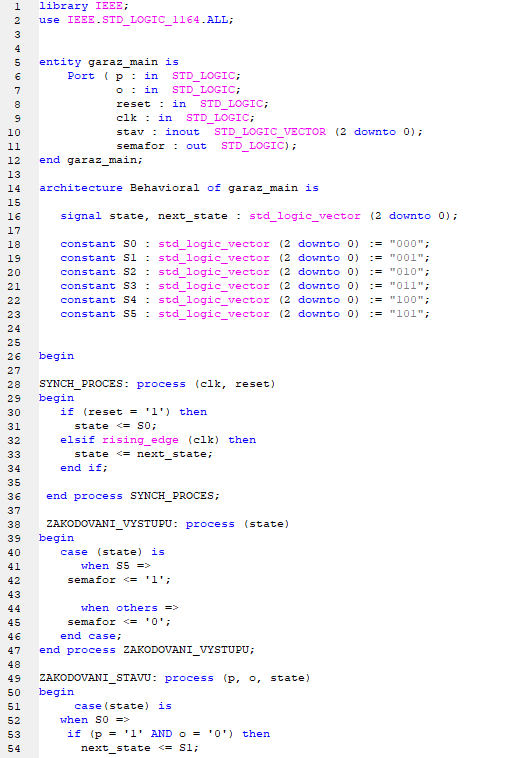 1 library IEEE;
2 use IEEE.STD_LOGIC_1164.ALL;
3
4
5 entity garaz_main is
6     Port ( p : in  STD_LOGIC;
7            o : in  STD_LOGIC;
8            reset : in  STD_LOGIC;
9            clk : in  STD_LOGIC;
10            stav : inout  STD_LOGIC_VECTOR (2 downto 0);
11            semafor : out  STD_LOGIC);
12 end garaz_main;
13
14 architecture Behavioral of garaz_main is
15
16    signal state, next_state : std_logic_vector (2 downto 0);
17
18    constant S0 : std_logic_vector (2 downto 0) := "000";
19    constant S1 : std_logic_vector (2 downto 0) := "001";
20    constant S2 : std_logic_vector (2 downto 0) := "010";
21    constant S3 : std_logic_vector (2 downto 0) := "011";
22    constant S4 : std_logic_vector (2 downto 0) := "100";
23    constant S5 : std_logic_vector (2 downto 0) := "101";
24
25
26 begin
27
28 SYNCH_PROCES: process (clk, reset)
29 begin
30    if (reset = '1') then
31       state <= S0;
32    elsif rising_edge (clk) then
33       state <= next_state;
34    end if;
35
36  end process SYNCH_PROCES;
37
38  ZAKODOVANI_VYSTUPU: process (state)
39 begin
40    case (state) is
41       when S5 =>
42     semafor <= '1';
43
44       when others =>
45     semafor <= '0';
46    end case;
47 end process ZAKODOVANI_VYSTUPU;
48
49 ZAKODOVANI_STAVU: process (p, o, state)
50 begin
51      case(state) is
52    when S0 =>
53     if (p = '1' AND o = '0') then
54       next_state <= S1;